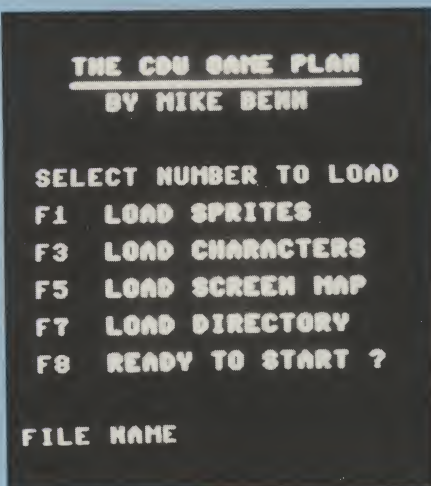 THE CDU GAME PLAN
BY MIKE BENN
SELECT NUMBER TO LOAD
F1 LOAD SPRITES
F3 LOAD CHARACTERS
F5 LOAD SCREEN MAP
F7 LOAD DIRECTORY
F8 READY TO START ?
FILE NAME